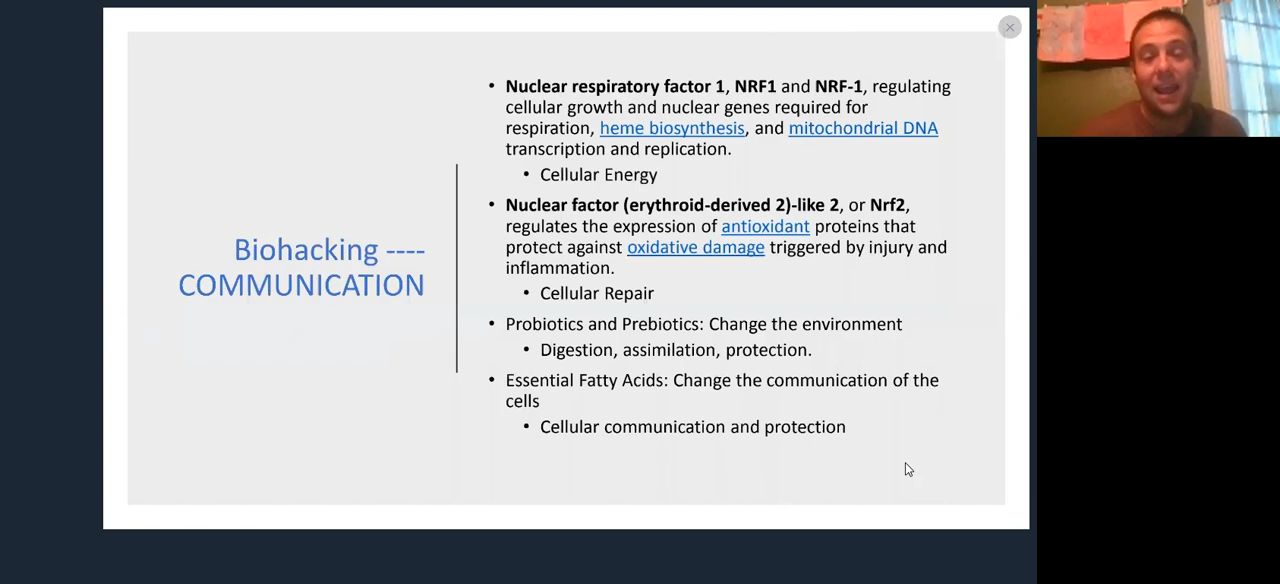 Biohacking ----
COMMUNICATION
• Nuclear respiratory factor 1, NRF1 and NRF-1, regulating
cellular growth and nuclear genes required for
respiration, heme biosynthesis, and mitochondrial DNA
transcription and replication.
• Cellular Energy
• Nuclear factor (erythroid-derived 2)-like 2, or Nrf2,
regulates the expression of antioxidant proteins that
protect against oxidative damage triggered by injury and
inflammation.
• Cellular Repair
• Probiotics and Prebiotics: Change the environment
• Digestion, assimilation, protection.
• Essential Fatty Acids: Change the communication of the
cells
• Cellular communication and protection